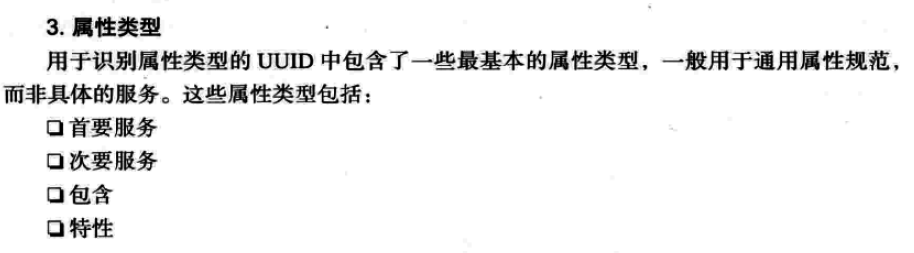 3. 属性类型
用于识别属性类型的 UUID 中包含了一些最基本的属性类型，一般用于通用属性规范，
而非具体的服务。这些属性类型包括：
❑首要服务
❑次要服务
❑包含
❑特性